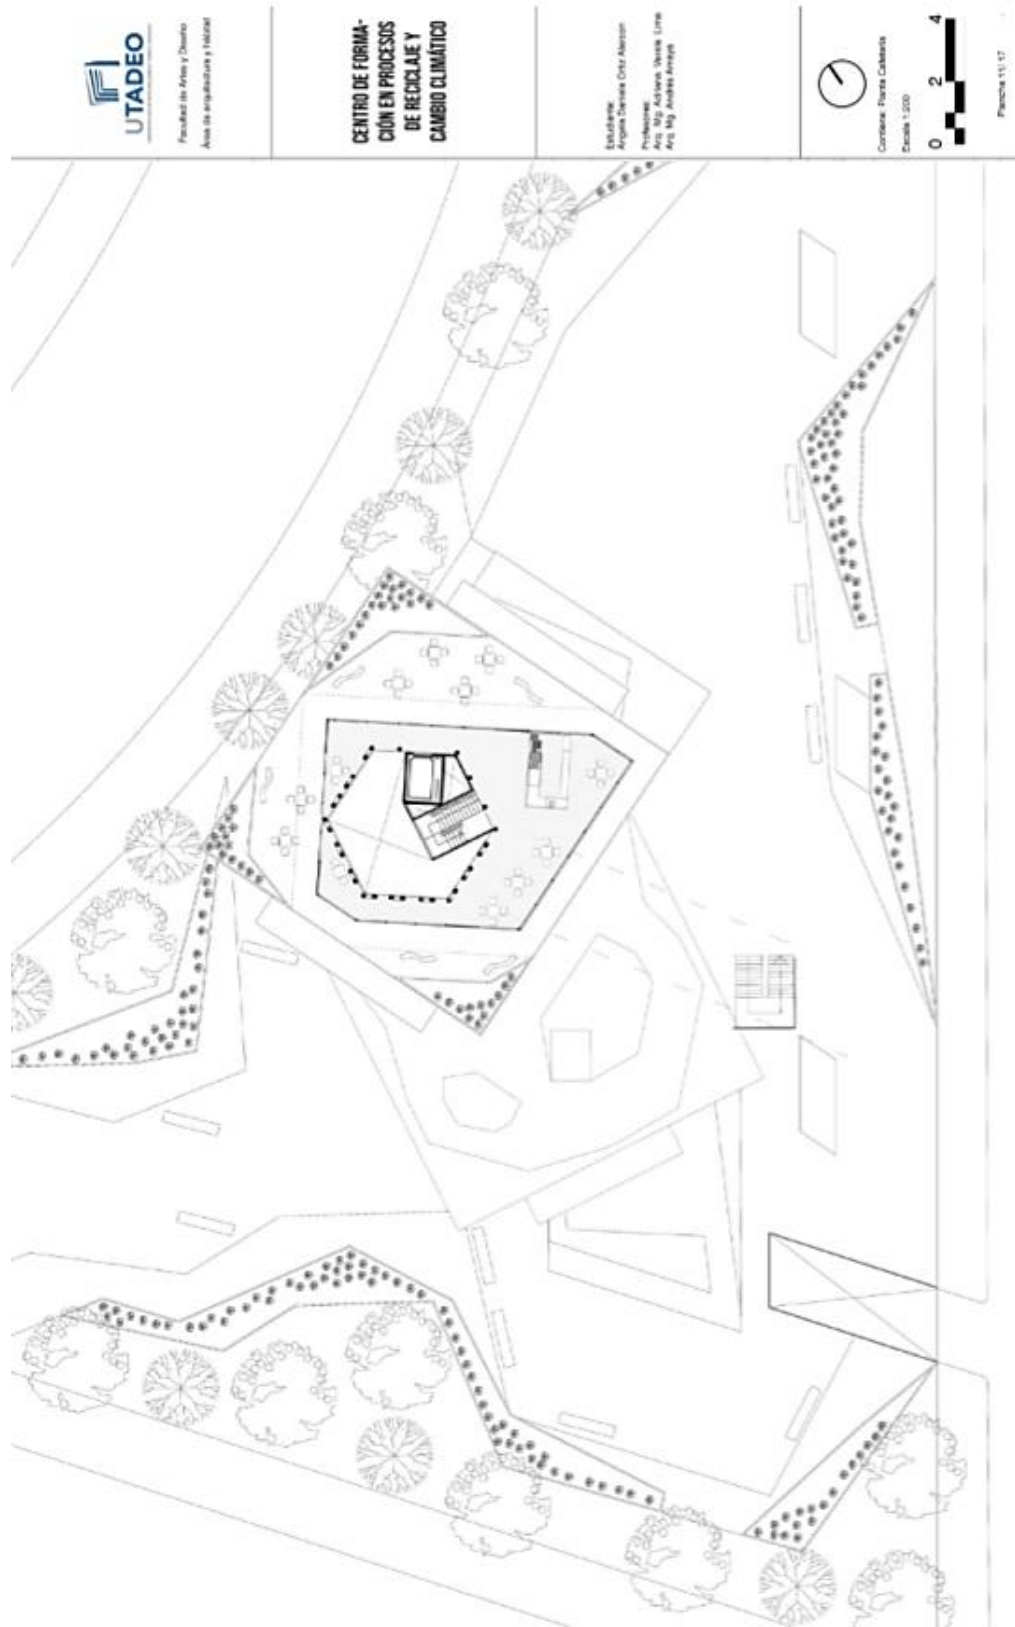 UTADEO
Facultad de Artes y Diseño
Área de arquitectura y hábitat
CENTRO DE FORMA-
CIÓN EN PROCESOS
DE RECICLAJE Y
CAMBIO CLIMÁTICO
Estudiante:
Angela Daniela Ortiz Alarcon
Profesores:
Arq. Mg. Adriana Varela Lima
Arq. Mg. Andrés Amaya
Contiene: Planta Cafetería
Escala 1:200
0 2 4
Plancha 11/ 17